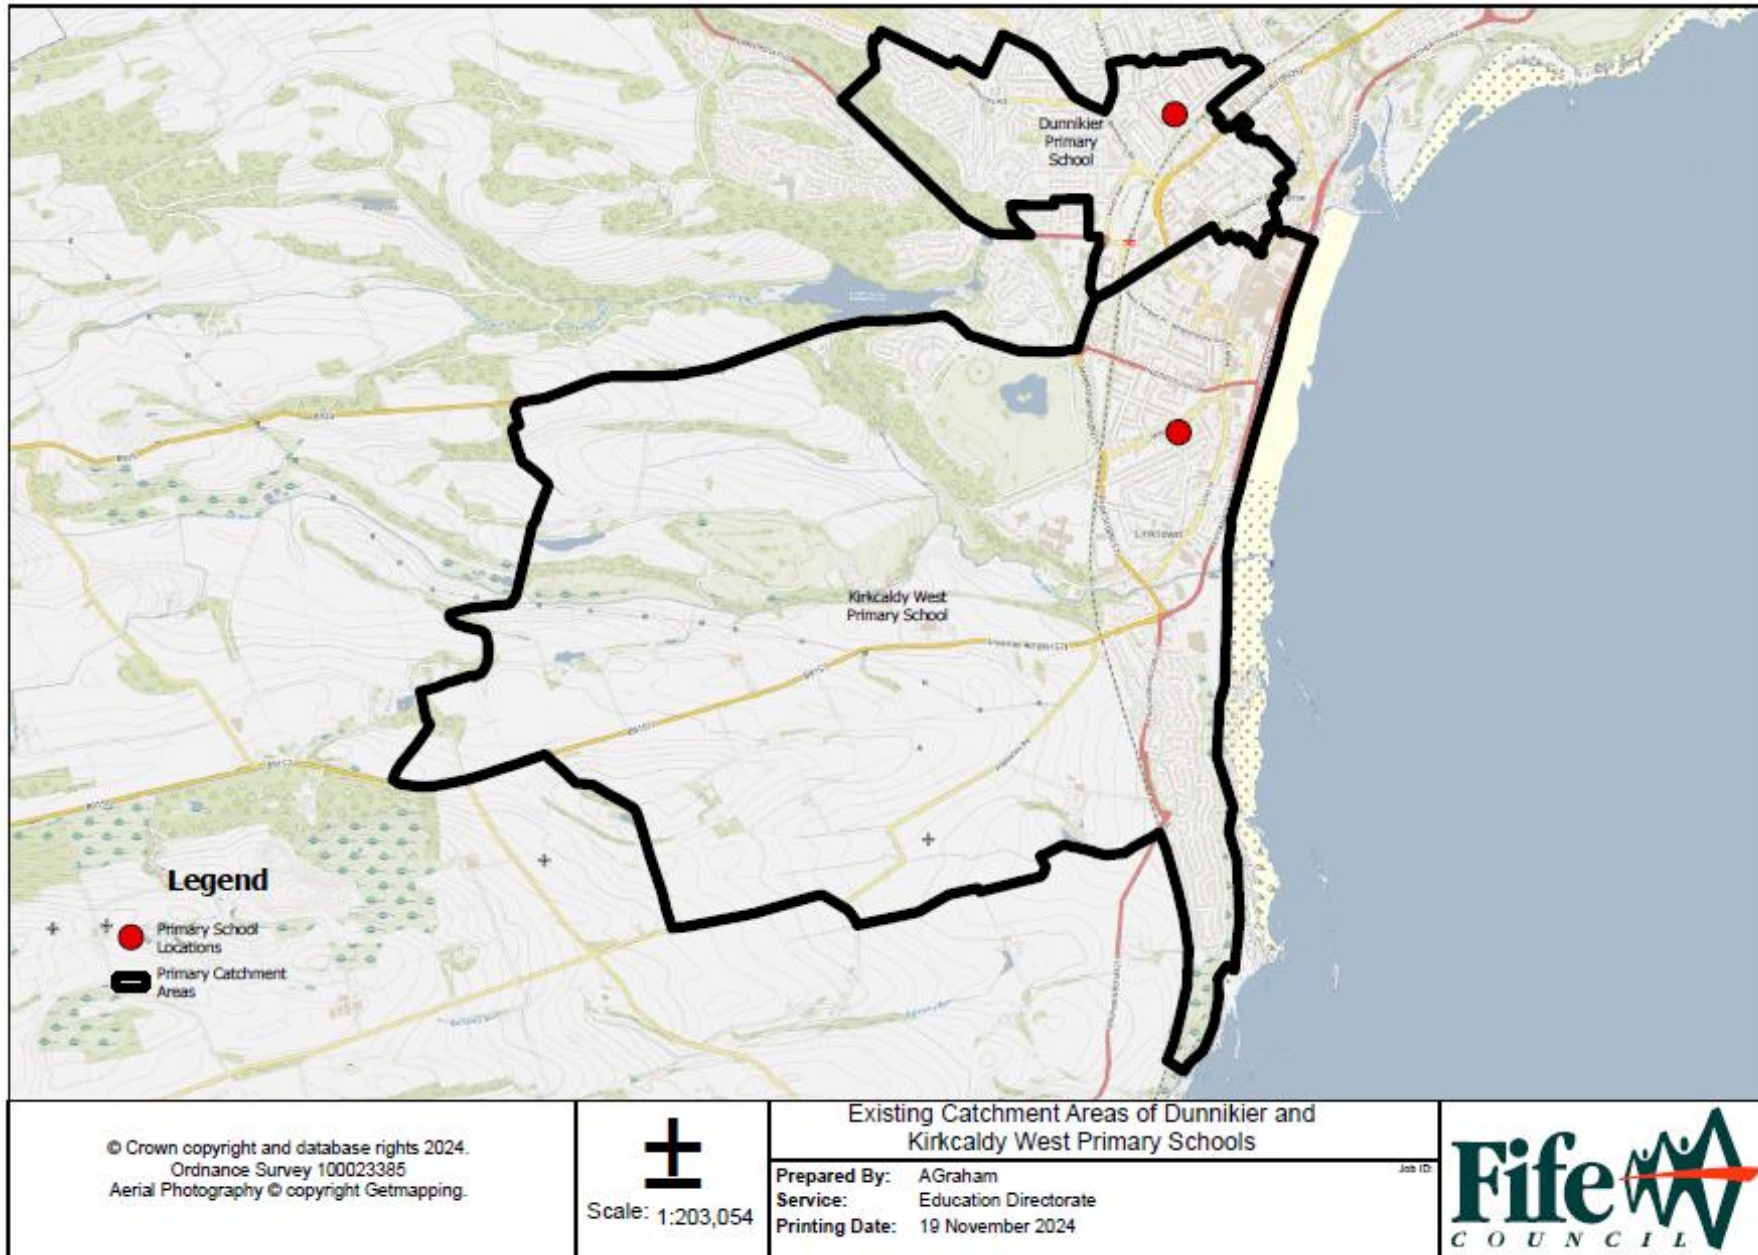 Dunnikier
Primary
School
Linktown
Kirkcaldy West
Primary School
Legend
Primary School
Locations
Primary Catchment
Areas
© Crown copyright and database rights 2024.
Ordnance Survey 100023385
Aerial Photography © copyright Getmapping.
±
Scale: 1:203,054
Existing Catchment Areas of Dunnikier and
Kirkcaldy West Primary Schools
Job ID:
Prepared By: AGraham
Service: Education Directorate
Printing Date: 19 November 2024
Fife
COUNCIL